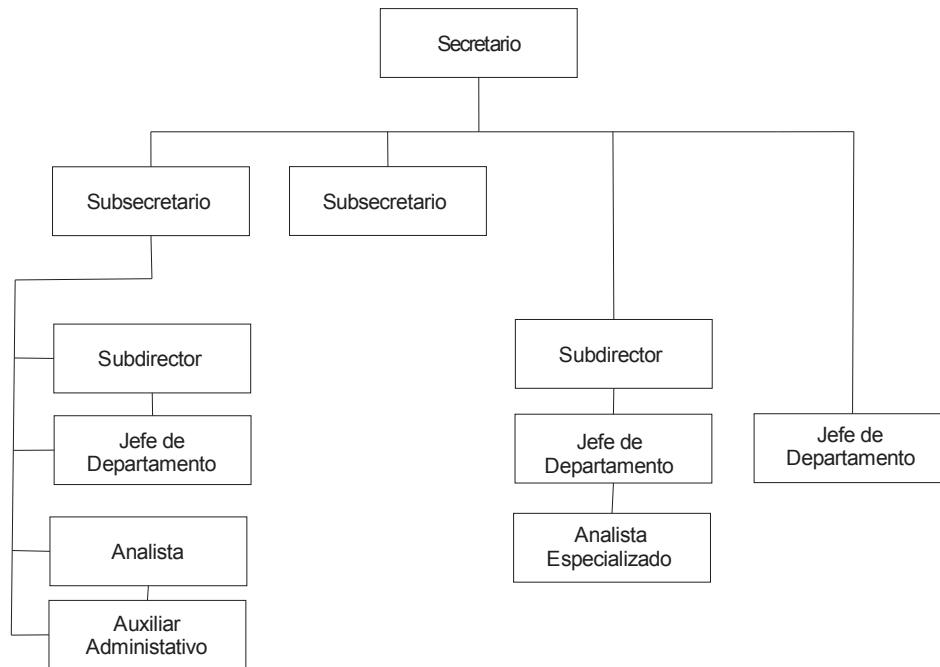 Secretario
Subsecretario
Subsecretario
Subdirector
Subdirector
Jefe de
Departamento
Jefe de
Departamento
Jefe de
Departamento
Analista
Analista
Especializado
Auxiliar
Administativo